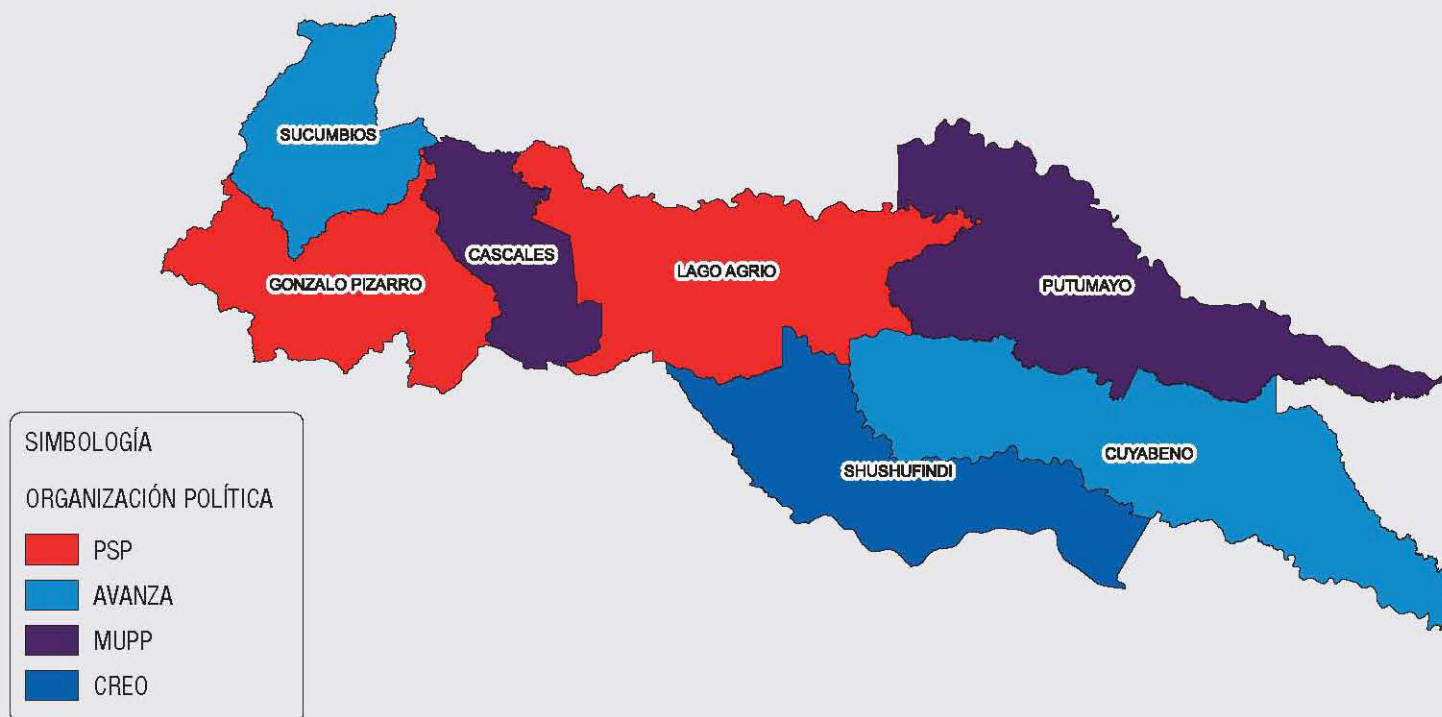 SUCUMBIOS
CASCALES
LAGO AGRIO
GONZALO PIZARRO
PUTUMAYO
CUYABENO
SHUSHUFINDI
SIMBOLOGÍA
ORGANIZACIÓN POLÍTICA
PSP
AVANZA
MUPP
CREO